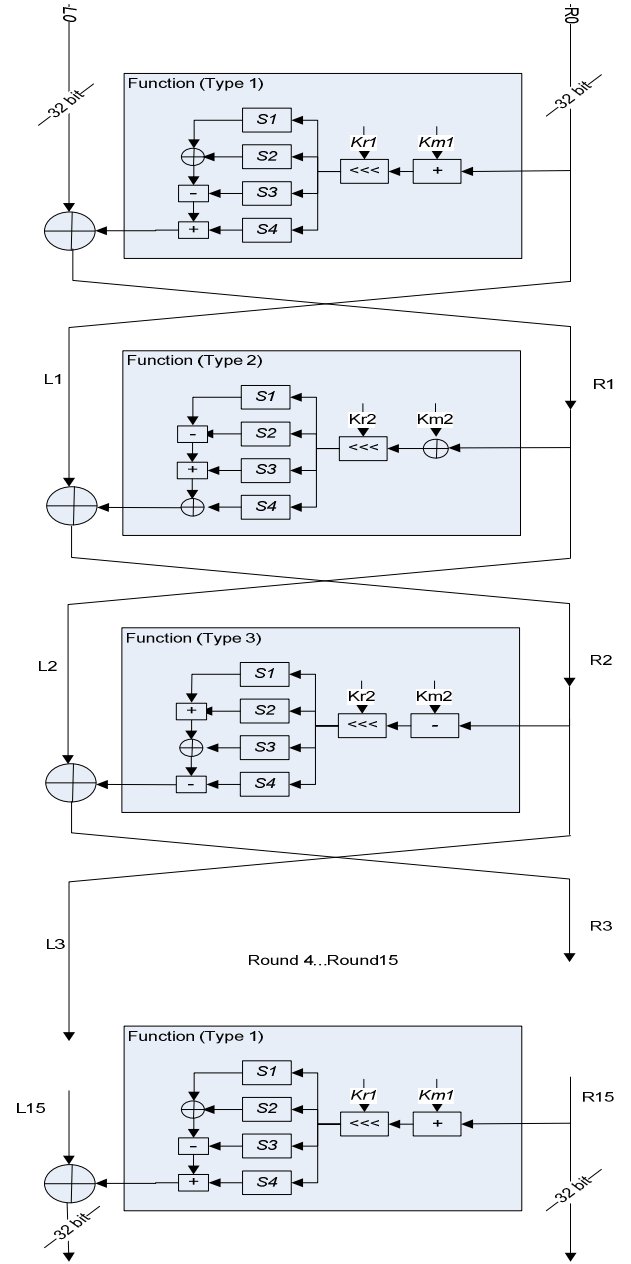 L0
R0
32 bit
32 bit
Function (Type 1)
S1
S2
S3
S4
Kr1
Km1
<<<
+
-
+
L1
R1
Function (Type 2)
S1
S2
S3
S4
Kr2
Km2
<<<
-
+
L2
R2
Function (Type 3)
S1
S2
S3
S4
Kr2
Km2
<<<
-
+
-
L3
R3
Round 4...Round15
Function (Type 1)
S1
S2
S3
S4
Kr1
Km1
<<<
+
-
+
L15
R15
32 bit
32 bit